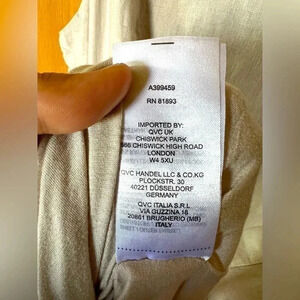 A399459
RN 81893
IMPORTED BY:
QVC UK
CHISWICK PARK
566 CHISWICK HIGH ROAD
LONDON
W4 5XU
QVC HANDEL LLC & CO.KG
PLOCKSTR. 30
40221 DÜSSELDORF
GERMANY
QVC ITALIA S.R.L
VIA GUZZINA 18
20861 BRUGHERIO (MB)
ITALY